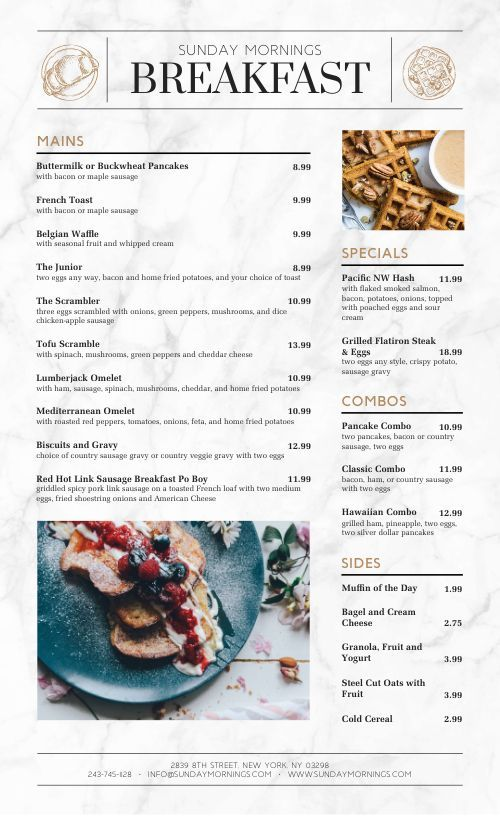 SUNDAY MORNINGS
BREAKFAST
MAINS
Buttermilk or Buckwheat Pancakes 8.99
with bacon or maple sausage
French Toast 9.99
with bacon or maple sausage
Belgian Waffle 9.99
with seasonal fruit and whipped cream
The Junior 8.99
two eggs any way, bacon and home fried potatoes, and your choice of toast
The Scrambler 10.99
three eggs scrambled with onions, green peppers, mushrooms, and dice
chicken-apple sausage
Tofu Scramble 13.99
with spinach, mushrooms, green peppers and cheddar cheese
Lumberjack Omelet 10.99
with ham, sausage, spinach, mushrooms, cheddar, and home fried potatoes
Mediterranean Omelet 10.99
with roasted red peppers, tomatoes, onions, feta, and home fried potatoes
Biscuits and Gravy 12.99
choice of country sausage gravy or country veggie gravy with two eggs
Red Hot Link Sausage Breakfast Po Boy 11.99
griddled spicy pork link sausage on a toasted French loaf with two medium
eggs, fried shoestring onions and American Cheese
SPECIALS
Pacific NW Hash 11.99
with flaked smoked salmon,
bacon, potatoes, onions, topped
with poached eggs and sour
cream
Grilled Flatiron Steak
& Eggs 18.99
two eggs any style, crispy potato,
sausage gravy
COMBOS
Pancake Combo 10.99
two pancakes, bacon or country
sausage, two eggs
Classic Combo 11.99
bacon, ham, or country sausage
with two eggs
Hawaiian Combo 12.99
grilled ham, pineapple, two eggs,
two silver dollar pancakes
SIDES
Muffin of the Day 1.99
Bagel and Cream
Cheese 2.75
Granola, Fruit and
Yogurt 3.99
Steel Cut Oats with
Fruit 3.99
Cold Cereal 2.99
2839 8TH STREET, NEW YORK, NY 03298
243-745-1128 - INFO@SUNDAYMORNINGS.COM - WWW.SUNDAYMORNINGS.COM